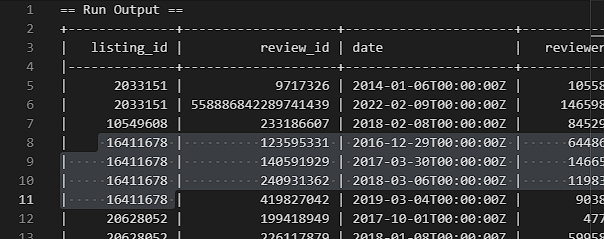 1 == Run Output ==
2 +--------------+--------------------+----------------------+---------
3 | listing_id | review_id | date | reviewer
4 |--------------+--------------------+----------------------+---------
5 | 2033151 | 9717326 | 2014-01-06T00:00:00Z | 10558
6 | 2033151 | 558886842289741439 | 2022-02-09T00:00:00Z | 146598
7 | 10549608 | 233186607 | 2018-02-08T00:00:00Z | 84529
8 | 16411678 | 123595331 | 2016-12-29T00:00:00Z | 64486
9 | 16411678 | 140591929 | 2017-03-30T00:00:00Z | 14665
10 | 16411678 | 240931362 | 2018-03-06T00:00:00Z | 11983
11 | 16411678 | 419827042 | 2019-03-04T00:00:00Z | 9038
12 | 20628052 | 199418949 | 2017-10-01T00:00:00Z | 477
13 | 20628052 | 226117879 | 2018-01-08T00:00:00Z | 59958